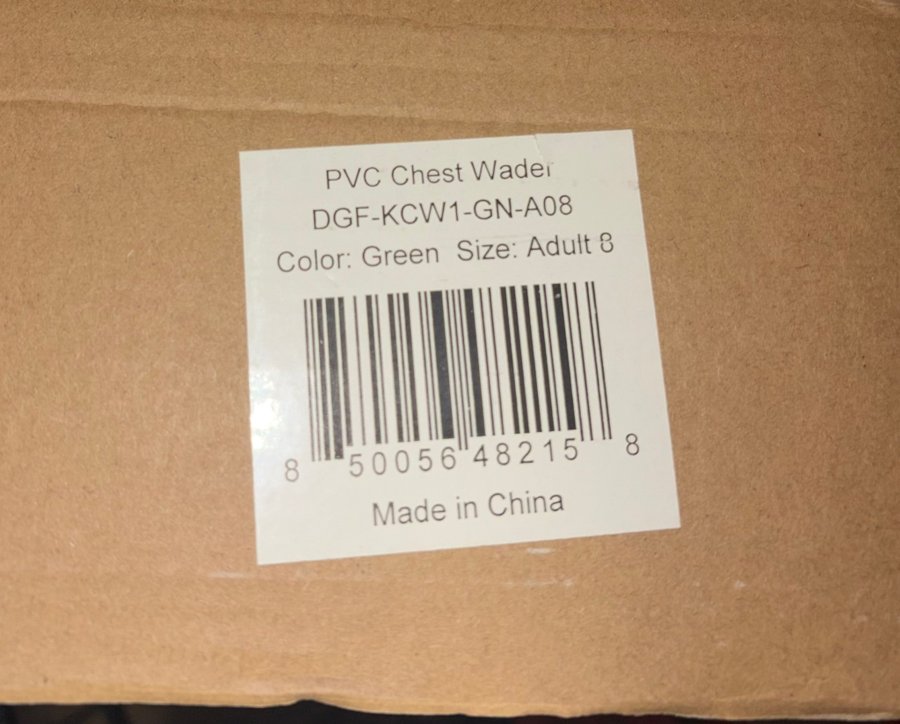 PVC Chest Wader
DGF-KCW1-GN-A08
Color: Green Size: Adult 8
8 50056 48215 8
Made in China